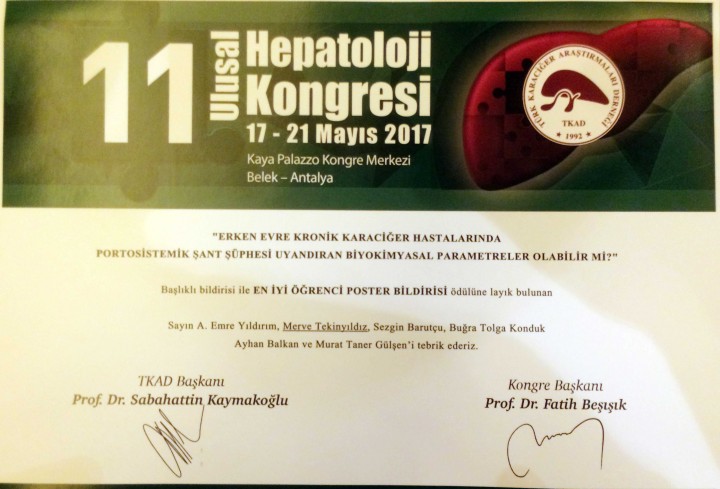 11
Ulusal
Hepatoloji
Kongresi
17 - 21 Mayıs 2017
Kaya Palazzo Kongre Merkezi
Belek – Antalya
TÜRK KARACİĞER ARAŞTIRMALARI DERNEĞİ
TKAD
1992
"ERKEN EVRE KRONİK KARACİĞER HASTALARINDA
PORTOSİSTEMİK ŞANT ŞÜPHESİ UYANDIRAN BİYOKİMYASAL PARAMETRELER OLABİLİR Mİ?"
Başlıklı bildirisi ile EN İYİ ÖĞRENCİ POSTER BİLDİRİSİ ödülüne layık bulunan
Sayın A. Emre Yıldırım, Merve Tekinyıldız, Sezgin Barutçu, Buğra Tolga Konduk
Ayhan Balkan ve Murat Taner Gülşen'i tebrik ederiz.
TKAD Başkanı
Prof. Dr. Sabahattin Kaymakoğlu
Kongre Başkanı
Prof. Dr. Fatih Beşışık